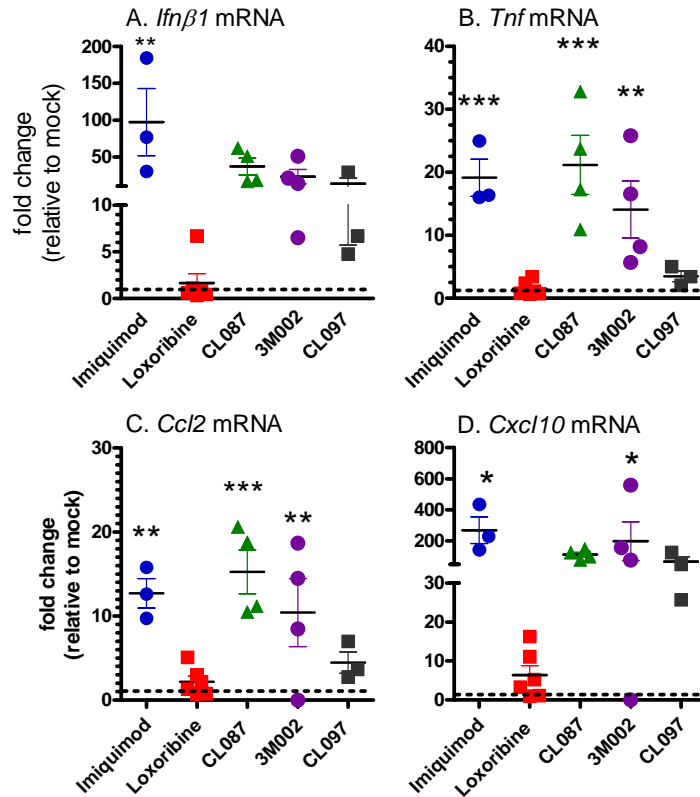 A. Ifnβ1 mRNA
fold change
(relative to mock)
200
150
100
50
10
5
0
**
Imiquimod
Loxoribine
CL087
3M002
CL097
B. Tnf mRNA
40
30
20
10
0
***
***
**
Imiquimod
Loxoribine
CL087
3M002
CL097
C. Ccl2 mRNA
fold change
(relative to mock)
30
20
10
0
**
***
**
Imiquimod
Loxoribine
CL087
3M002
CL097
D. Cxcl10 mRNA
800
600
400
200
30
20
10
0
*
*
Imiquimod
Loxoribine
CL087
3M002
CL097